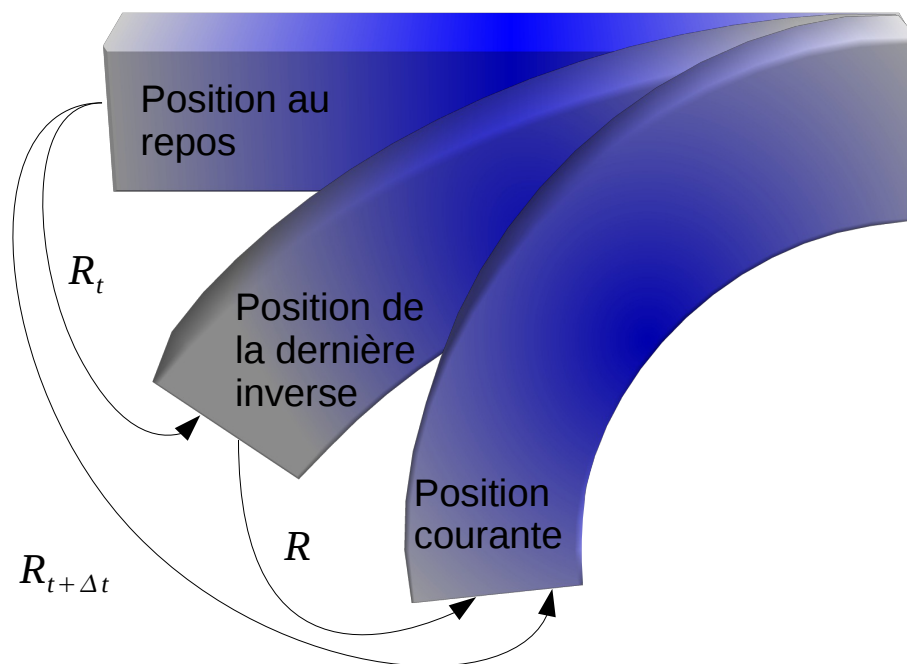 Position au
repos
R_t
Position de
la dernière
inverse
Position
courante
R
R_{t+Δt}